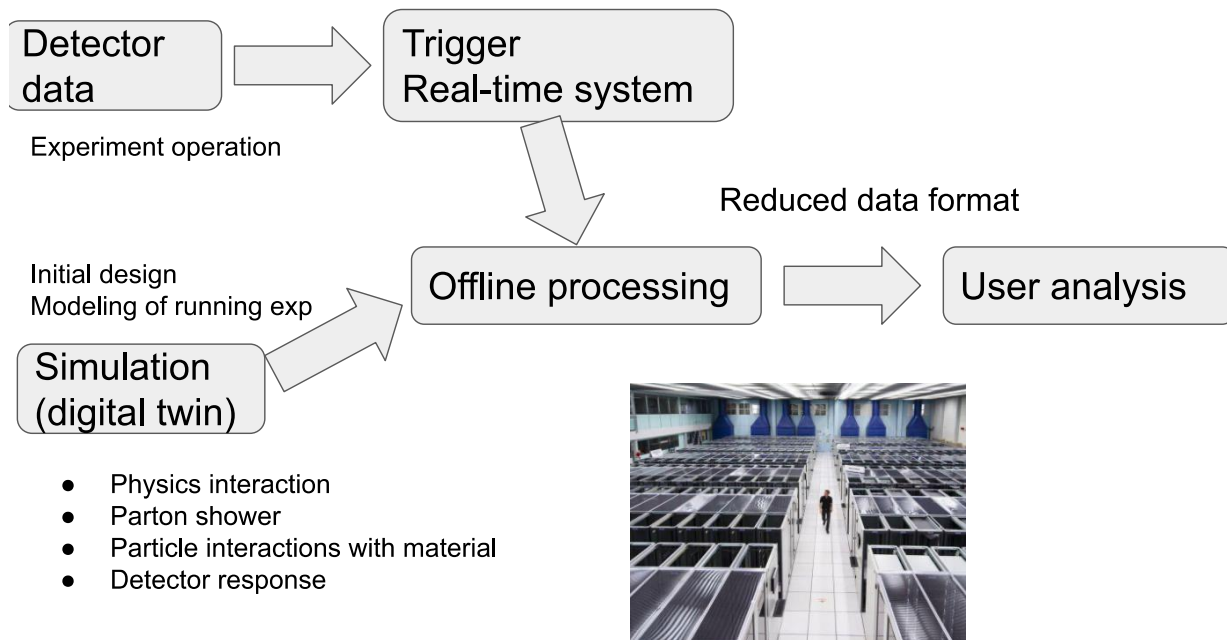 Detector
data
Trigger
Real-time system
Experiment operation
Reduced data format
Initial design
Modeling of running exp
Offline processing
User analysis
Simulation
(digital twin)
● Physics interaction
● Parton shower
● Particle interactions with material
● Detector response